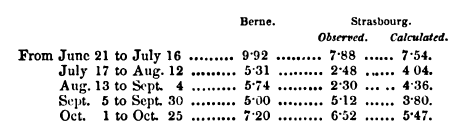 Berne. Strasbourg.
Observed. Calculated.
From June 21 to July 16 ......... 9·92 ......... 7·88 ...... 7·54.
July 17 to Aug. 12 ......... 5·31 ......... 2·48 ...... 4 04.
Aug. 13 to Sept. 4 ......... 5·74 ......... 2·30 ... .. 4·36.
Sept. 5 to Sept. 30 ......... 5·00 ......... 5·12 ...... 3·80.
Oct. 1 to Oct. 25 ......... 7·20 ......... 6·52 ...... 5·47.